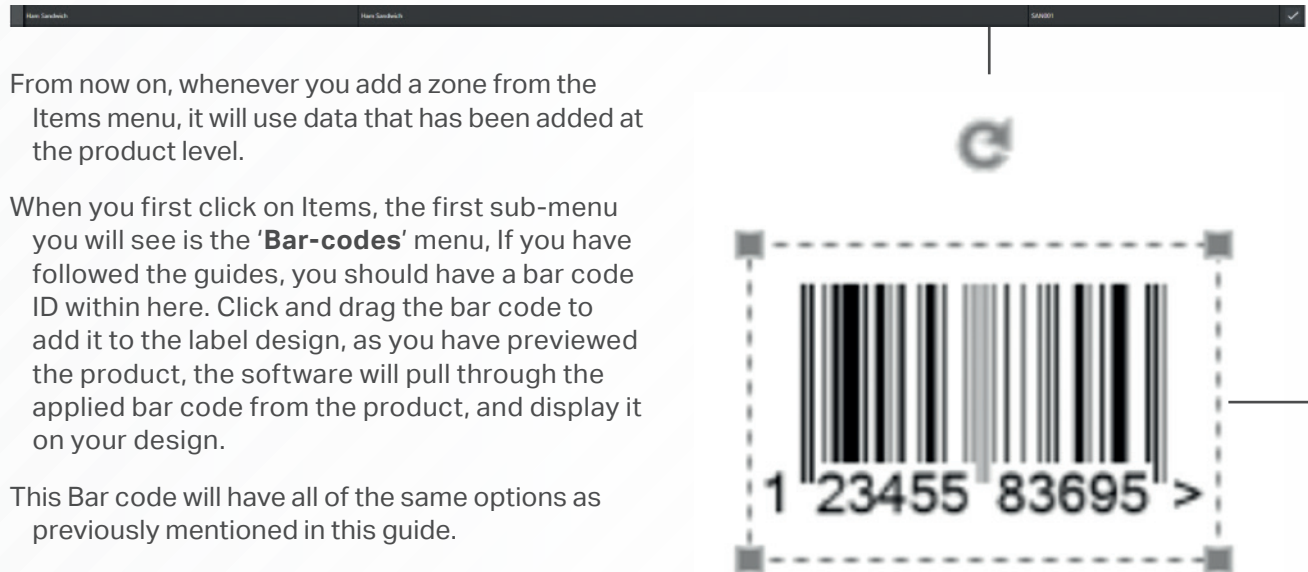 Ham Sandwich Ham Sandwich SAN001
From now on, whenever you add a zone from the
Items menu, it will use data that has been added at
the product level.
When you first click on Items, the first sub-menu
you will see is the ‘Bar-codes’ menu, If you have
followed the guides, you should have a bar code
ID within here. Click and drag the bar code to
add it to the label design, as you have previewed
the product, the software will pull through the
applied bar code from the product, and display it
on your design.
This Bar code will have all of the same options as
previously mentioned in this guide.
1 23455 83695 >